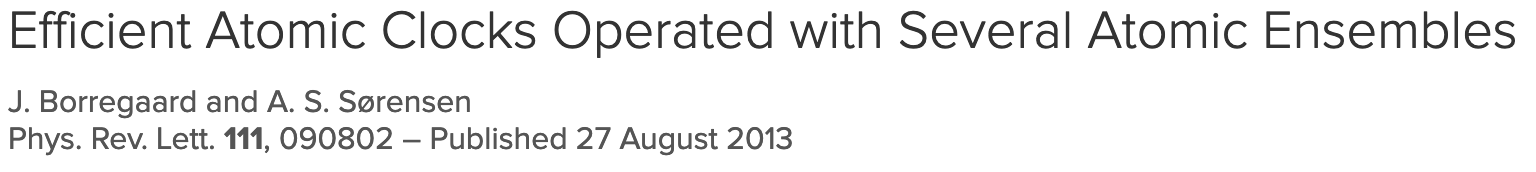 Efficient Atomic Clocks Operated with Several Atomic Ensembles
J. Borregaard and A. S. Sørensen
Phys. Rev. Lett. 111, 090802 – Published 27 August 2013